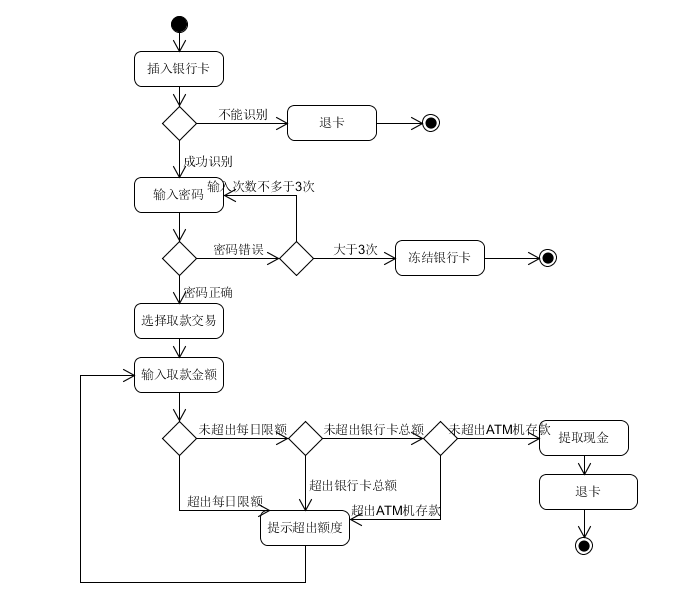 插入银行卡
不能识别
退卡
成功识别
输入密码
输入次数不多于3次
密码错误
大于3次
冻结银行卡
密码正确
选择取款交易
输入取款金额
未超出每日限额
未超出银行卡总额
未超出ATM机存款
提取现金
超出每日限额
超出银行卡总额
超出ATM机存款
退卡
提示超出额度